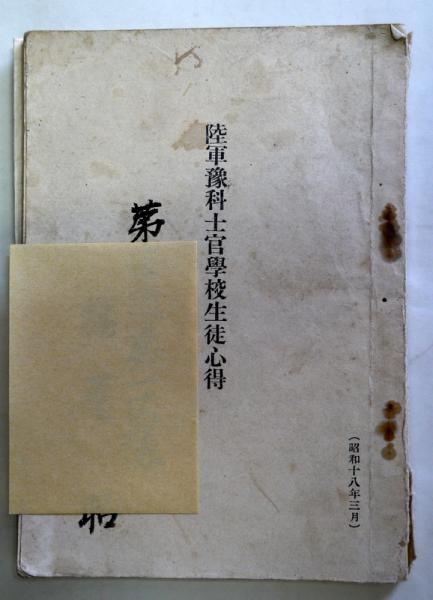 （昭和十八年三月）
陸軍豫科士官學校生徒心得
第